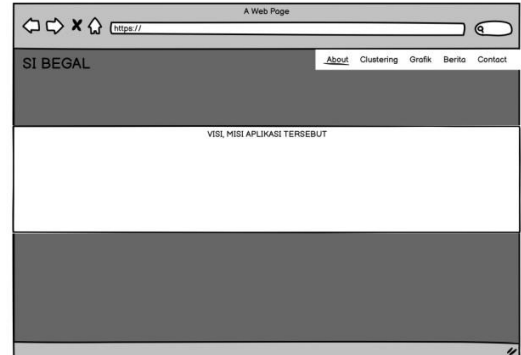 A Web Page
https://
SI BEGAL
About Clustering Grafik Berita Contact
VISI, MISI APLIKASI TERSEBUT